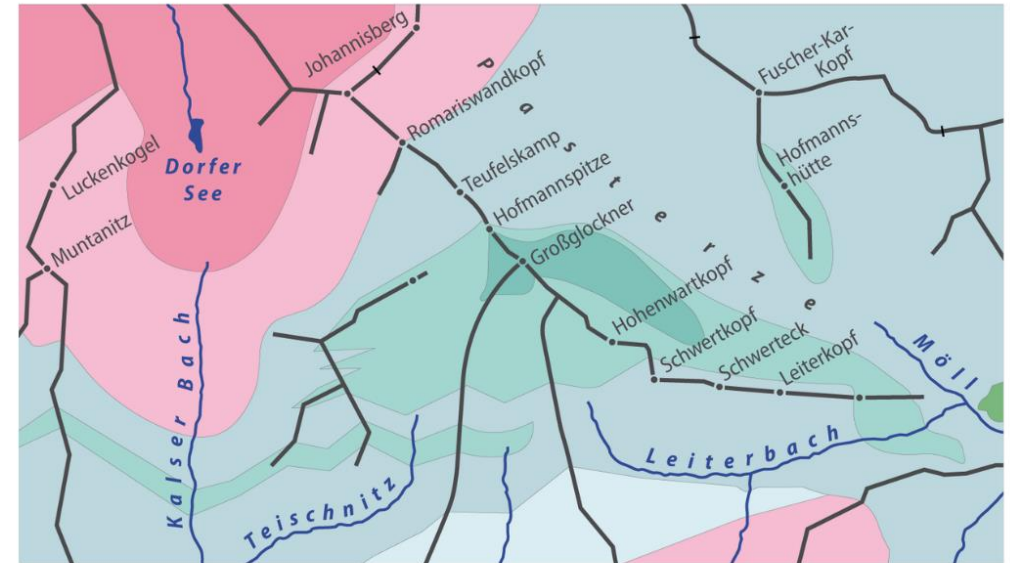 Johannisberg
Romariswandkopf
Pasterze
Fuscher-Kar-
Kopf
Hofmanns-
hütte
Luckenkogel
Dorfer
See
Teufelskamp
Hofmannspitze
Großglockner
Muntanitz
Hohenwartkopf
Schwertkopf
Schwerteck
Leiterkopf
Möll
Kalser Bach
Teischnitz
Leiterbach